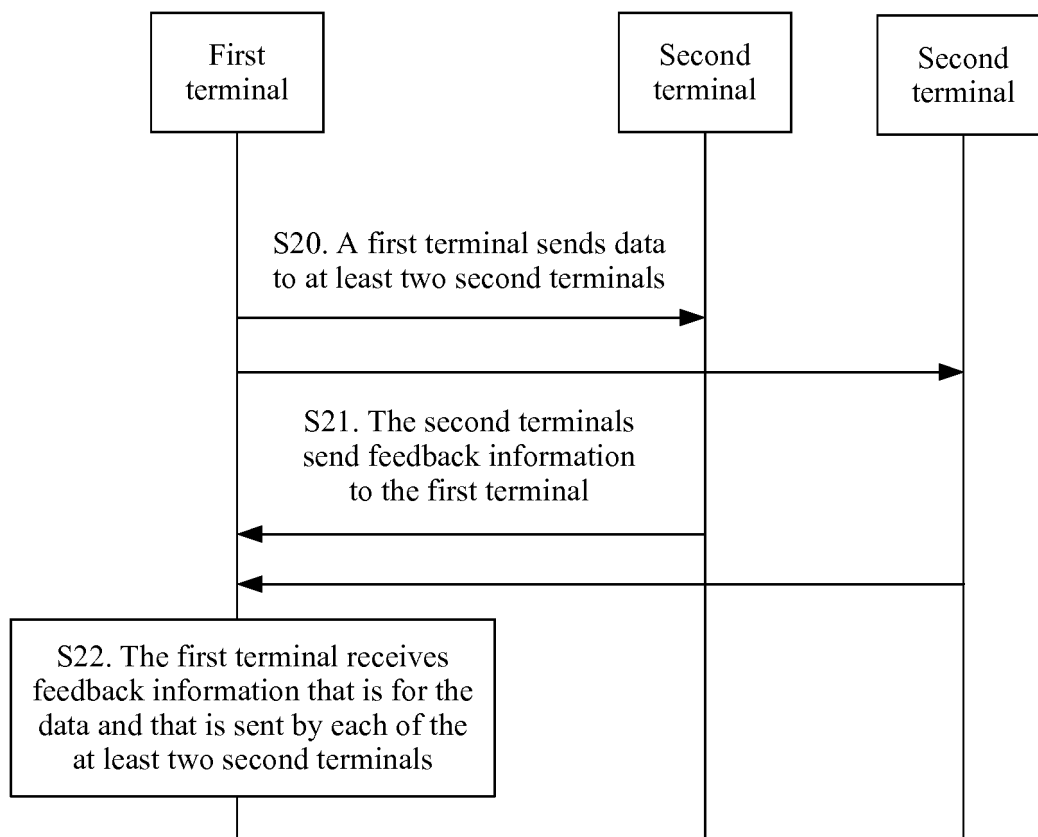 First
terminal
Second
terminal
Second
terminal
S20. A first terminal sends data
to at least two second terminals
S21. The second terminals
send feedback information
to the first terminal
S22. The first terminal receives
feedback information that is for the
data and that is sent by each of the
at least two second terminals